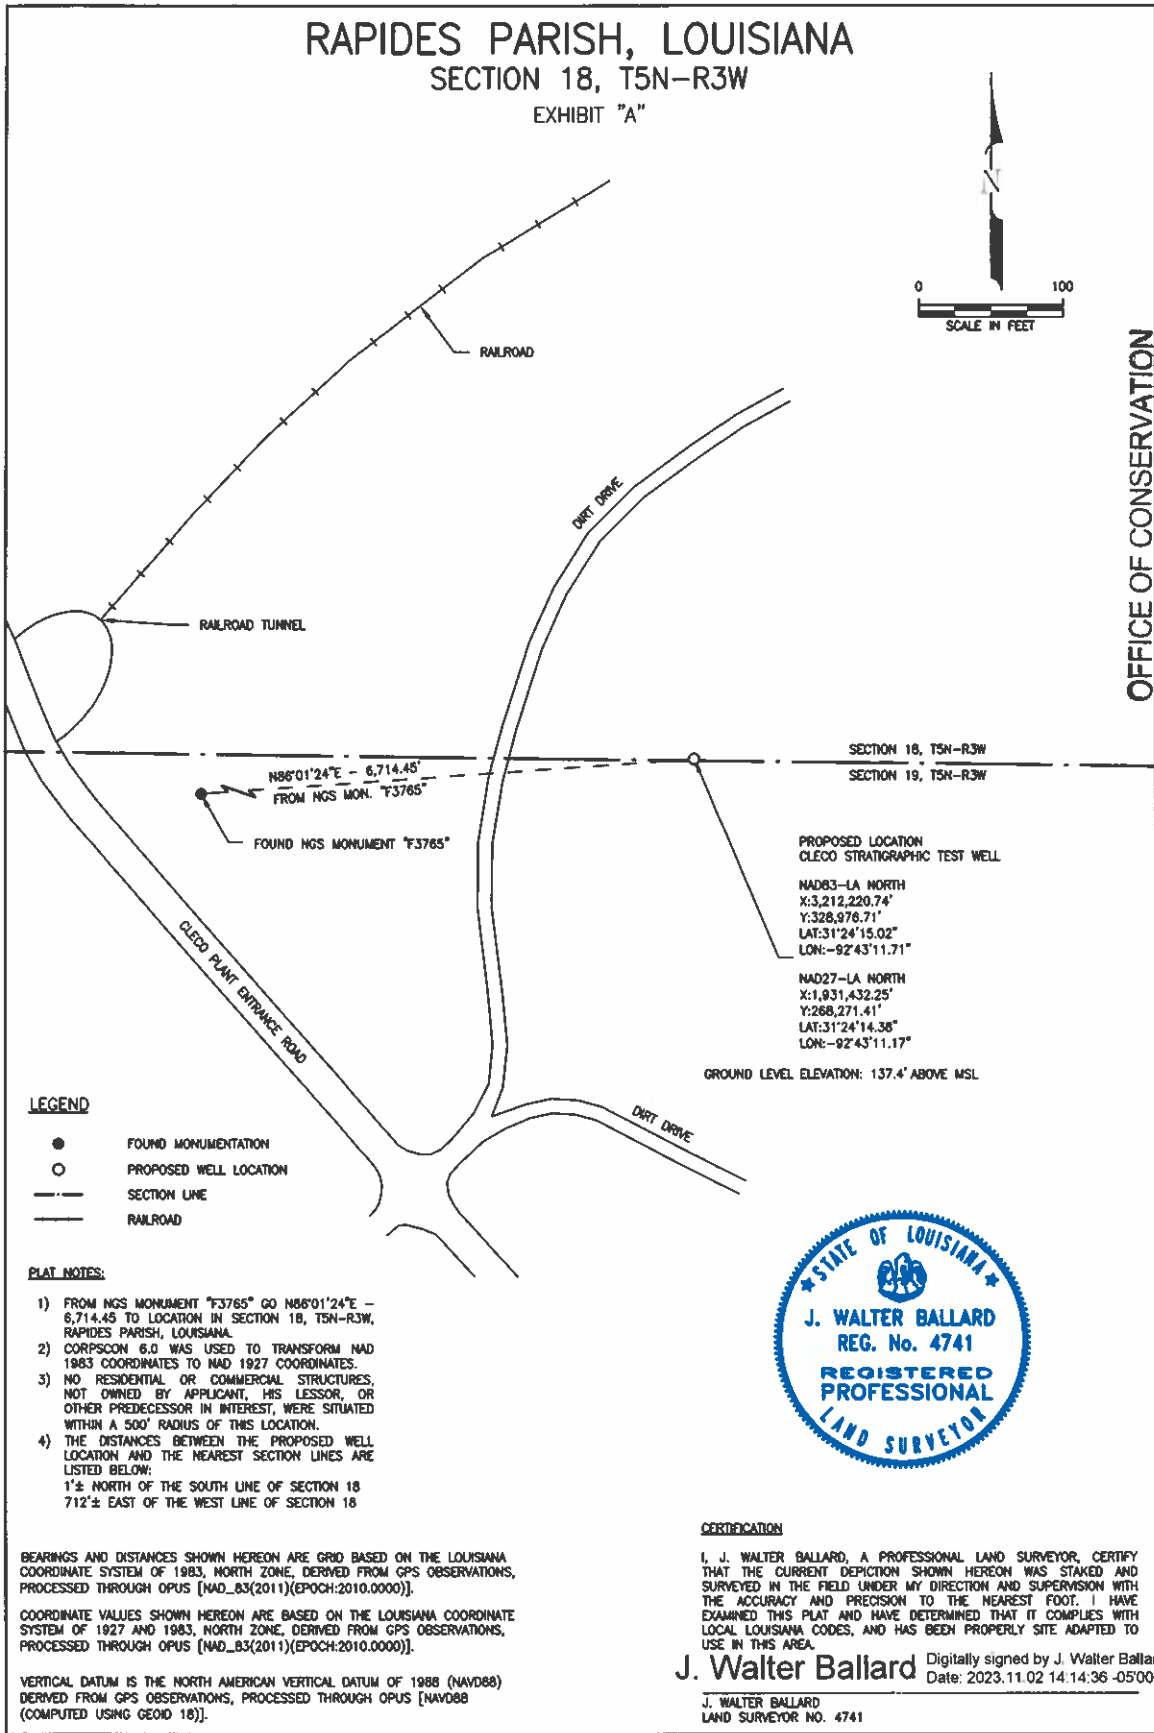 RAPIDES PARISH, LOUISIANA
SECTION 18, T5N-R3W
EXHIBIT "A"
N
0 100
SCALE IN FEET
OFFICE OF CONSERVATION
RAILROAD
DIRT DRIVE
RAILROAD TUNNEL
SECTION 18, T5N-R3W
SECTION 19, T5N-R3W
N86°01'24"E - 6,714.45'
FROM NGS MON. "F3765"
FOUND NGS MONUMENT "F3765"
PROPOSED LOCATION
CLECO STRATIGRAPHIC TEST WELL
NAD83-LA NORTH
X:3,212,220.74'
Y:328,976.71'
LAT:31°24'15.02"
LON:-92°43'11.71"
NAD27-LA NORTH
X:1,931,432.25'
Y:268,271.41'
LAT:31°24'14.38"
LON:-92°43'11.17"
GROUND LEVEL ELEVATION: 137.4' ABOVE MSL
CLECO PLANT ENTRANCE ROAD
DIRT DRIVE
LEGEND
FOUND MONUMENTATION
PROPOSED WELL LOCATION
SECTION LINE
RAILROAD
PLAT NOTES:
1) FROM NGS MONUMENT "F3765" GO N86°01'24"E -
6,714.45 TO LOCATION IN SECTION 18, T5N-R3W,
RAPIDES PARISH, LOUISIANA.
2) CORPSCON 6.0 WAS USED TO TRANSFORM NAD
1983 COORDINATES TO NAD 1927 COORDINATES.
3) NO RESIDENTIAL OR COMMERCIAL STRUCTURES,
NOT OWNED BY APPLICANT, HIS LESSOR, OR
OTHER PREDECESSOR IN INTEREST, WERE SITUATED
WITHIN A 500' RADIUS OF THIS LOCATION.
4) THE DISTANCES BETWEEN THE PROPOSED WELL
LOCATION AND THE NEAREST SECTION LINES ARE
LISTED BELOW:
1'± NORTH OF THE SOUTH LINE OF SECTION 18
712'± EAST OF THE WEST LINE OF SECTION 18
STATE OF LOUISIANA
J. WALTER BALLARD
REG. No. 4741
REGISTERED
PROFESSIONAL
LAND SURVEYOR
BEARINGS AND DISTANCES SHOWN HEREON ARE GRID BASED ON THE LOUISIANA
COORDINATE SYSTEM OF 1983, NORTH ZONE, DERIVED FROM GPS OBSERVATIONS,
PROCESSED THROUGH OPUS [NAD_83(2011)(EPOCH:2010.0000)].
COORDINATE VALUES SHOWN HEREON ARE BASED ON THE LOUISIANA COORDINATE
SYSTEM OF 1927 AND 1983, NORTH ZONE, DERIVED FROM GPS OBSERVATIONS,
PROCESSED THROUGH OPUS [NAD_83(2011)(EPOCH:2010.0000)].
VERTICAL DATUM IS THE NORTH AMERICAN VERTICAL DATUM OF 1988 (NAVD88)
DERIVED FROM GPS OBSERVATIONS, PROCESSED THROUGH OPUS [NAVD88
(COMPUTED USING GEOID 18)].
CERTIFICATION
I, J. WALTER BALLARD, A PROFESSIONAL LAND SURVEYOR, CERTIFY
THAT THE CURRENT DEPICTION SHOWN HEREON WAS STAKED AND
SURVEYED IN THE FIELD UNDER MY DIRECTION AND SUPERVISION WITH
THE ACCURACY AND PRECISION TO THE NEAREST FOOT. I HAVE
EXAMINED THIS PLAT AND HAVE DETERMINED THAT IT COMPLIES WITH
LOCAL LOUISIANA CODES, AND HAS BEEN PROPERLY SITE ADAPTED TO
USE IN THIS AREA.
J. Walter Ballard Digitally signed by J. Walter Ballar
Date: 2023.11.02 14:14:36 -05'00
J. WALTER BALLARD
LAND SURVEYOR NO. 4741